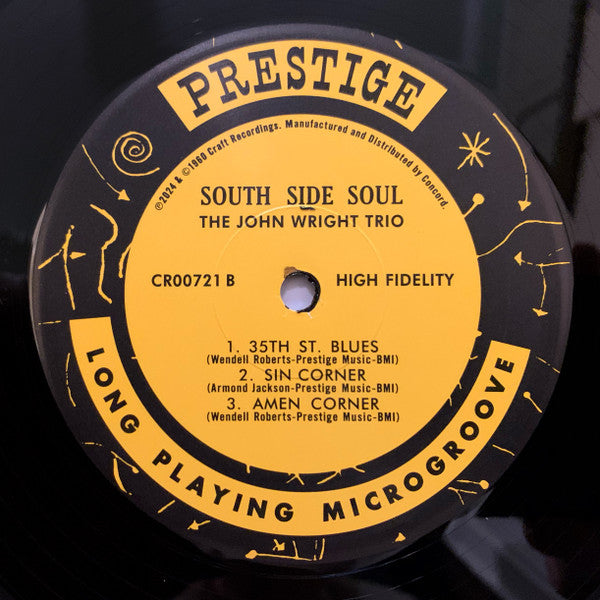 PRESTIGE
℗2024 & ©1960 Craft Recordings. Manufactured and Distributed by Concord.
SOUTH SIDE SOUL
THE JOHN WRIGHT TRIO
CR00721 B HIGH FIDELITY
1. 35TH ST. BLUES
(Wendell Roberts-Prestige Music-BMI)
2. SIN CORNER
(Armond Jackson-Prestige Music-BMI)
3. AMEN CORNER
(Wendell Roberts-Prestige Music-BMI)
LONG PLAYING MICROGROOVE